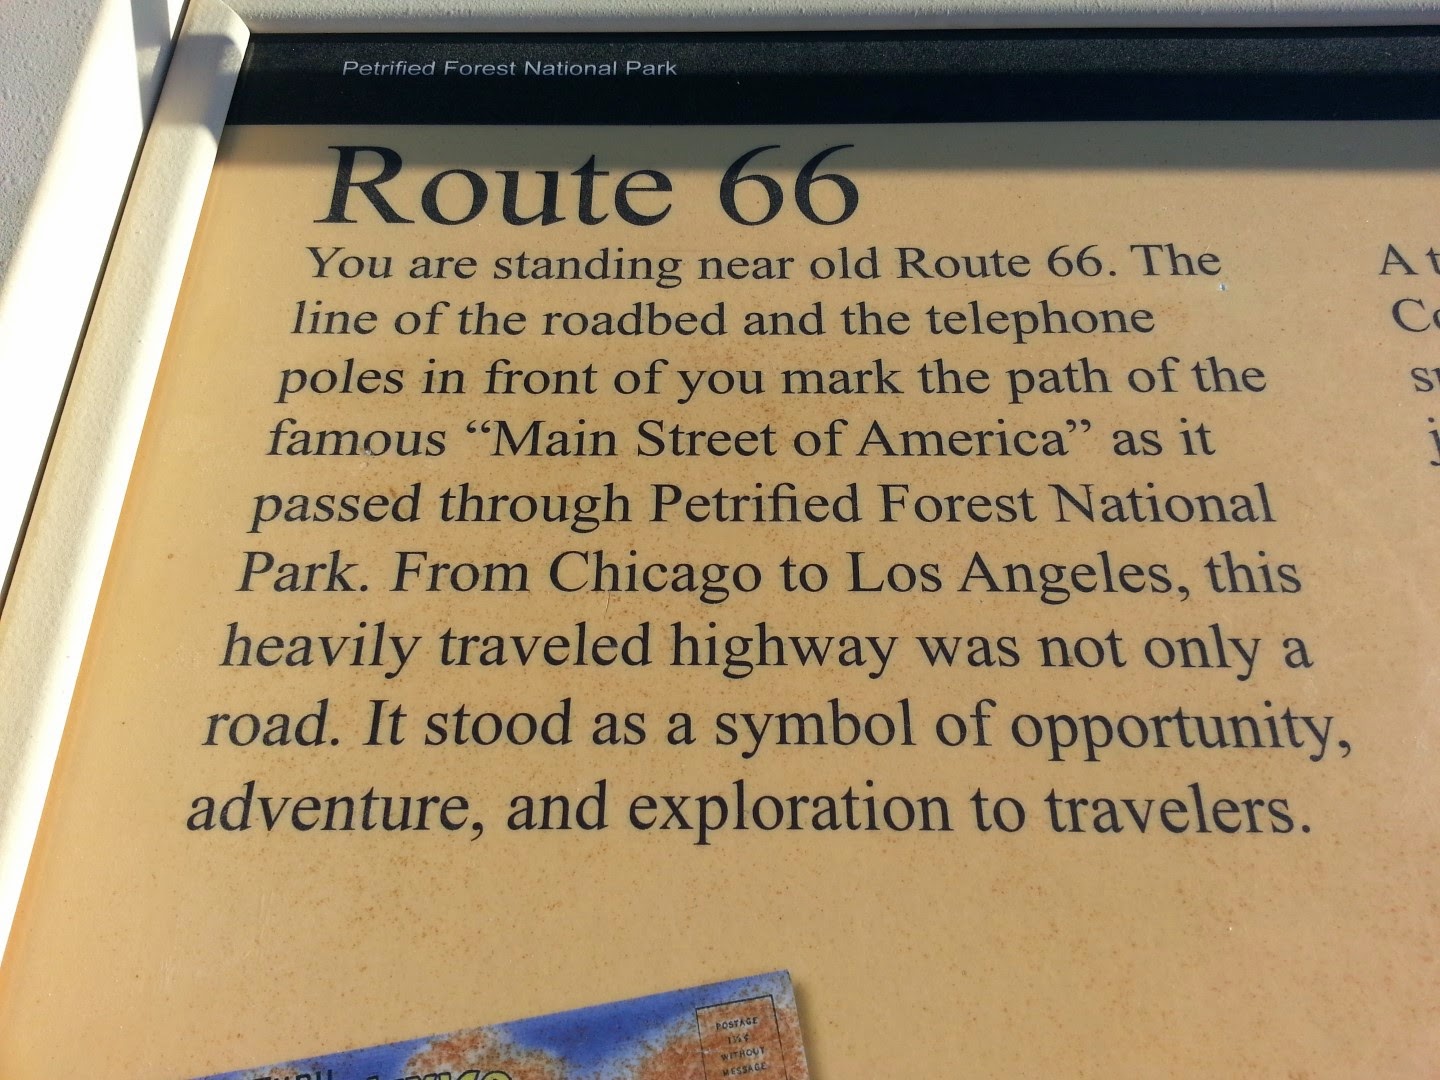 Petrified Forest National Park
Route 66
You are standing near old Route 66. The
line of the roadbed and the telephone
poles in front of you mark the path of the
famous “Main Street of America” as it
passed through Petrified Forest National
Park. From Chicago to Los Angeles, this
heavily traveled highway was not only a
road. It stood as a symbol of opportunity,
adventure, and exploration to travelers.
A
POSTAGE
1½¢
WITHOUT
MESSAGE